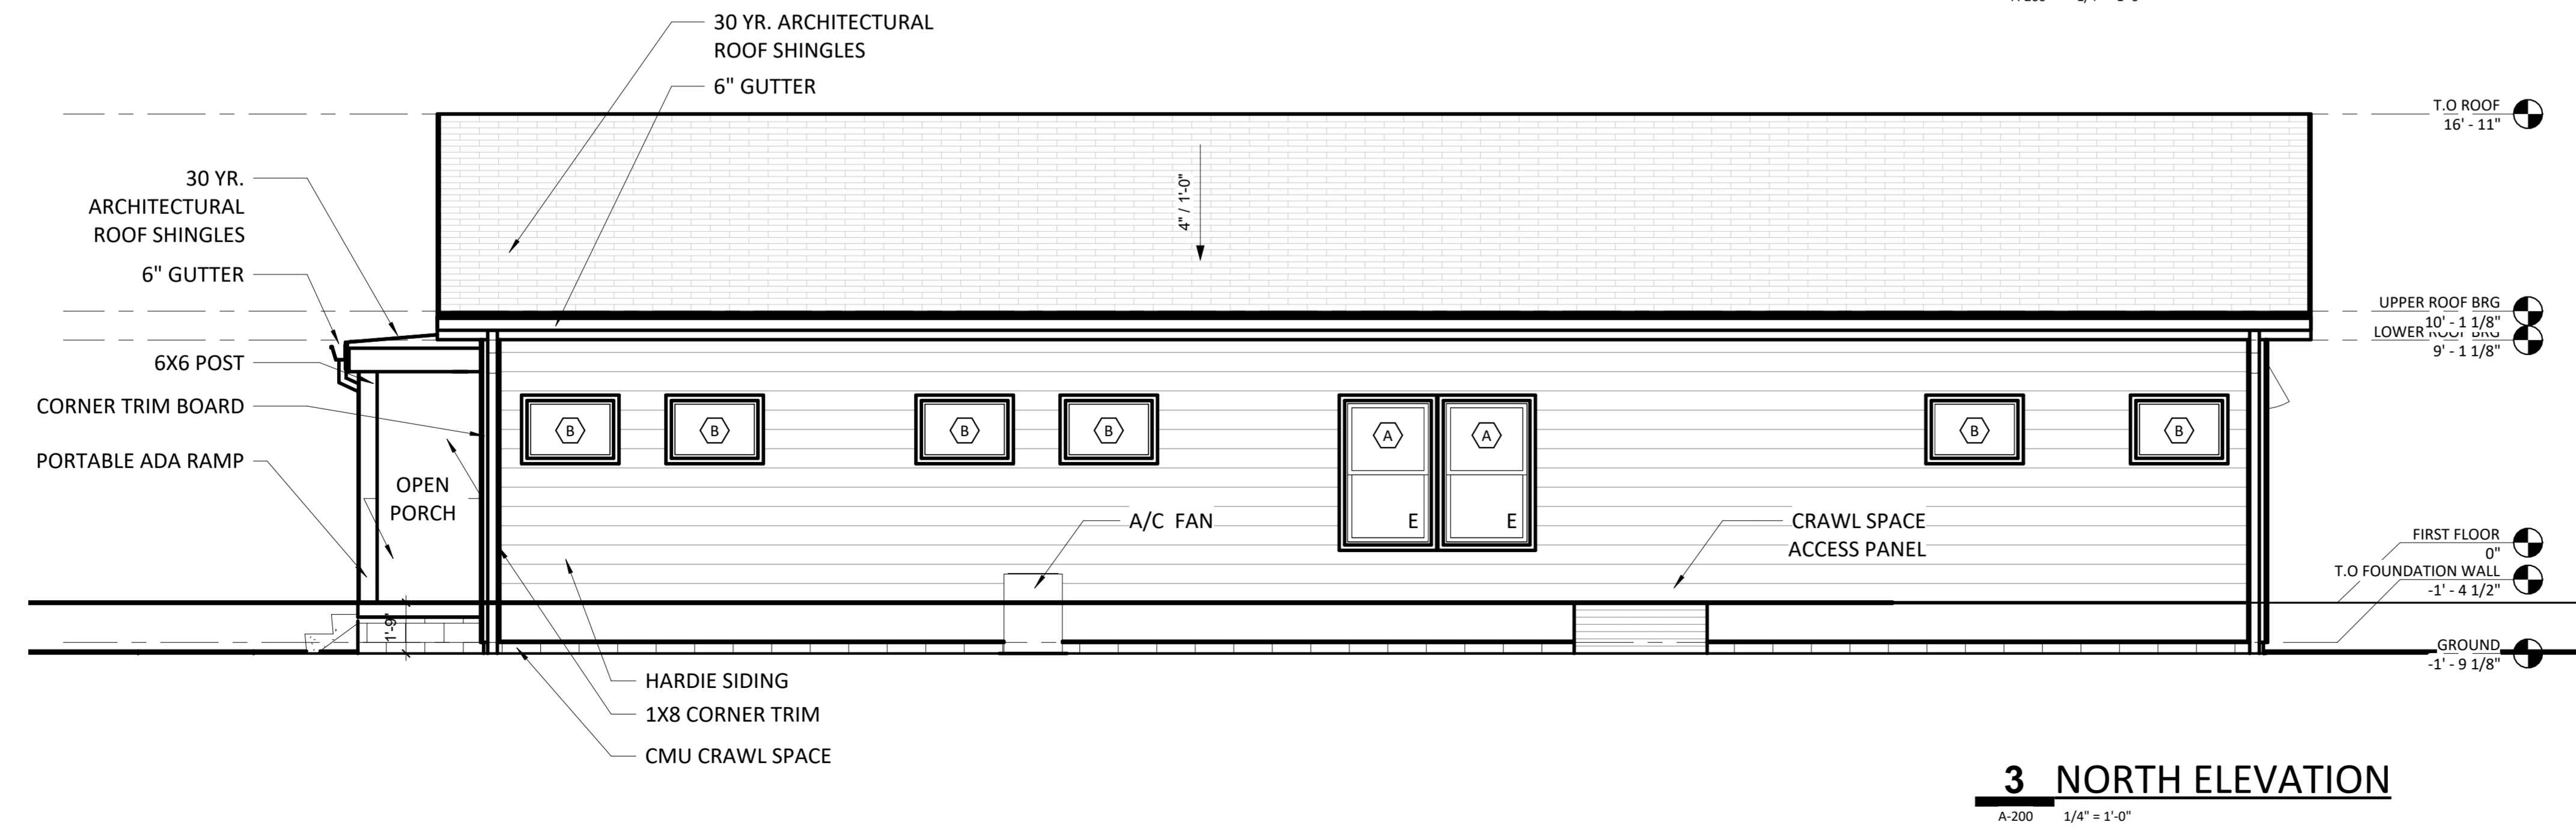 30 YR. ARCHITECTURAL
ROOF SHINGLES
6" GUTTER
T.O ROOF
16' - 11"
30 YR.
ARCHITECTURAL
ROOF SHINGLES
6" GUTTER
4" / 1'-0"
UPPER ROOF BRG
10' - 1 1/8"
LOWER ROOF BRG
9' - 1 1/8"
6X6 POST
CORNER TRIM BOARD
PORTABLE ADA RAMP
OPEN
PORCH
B
B
B
B
A
A
B
B
E
E
A/C FAN
CRAWL SPACE
ACCESS PANEL
FIRST FLOOR
0"
T.O FOUNDATION WALL
-1' - 4 1/2"
1'-9"
GROUND
-1' - 9 1/8"
HARDIE SIDING
1X8 CORNER TRIM
CMU CRAWL SPACE
3 NORTH ELEVATION
A-200 1/4" = 1'-0"